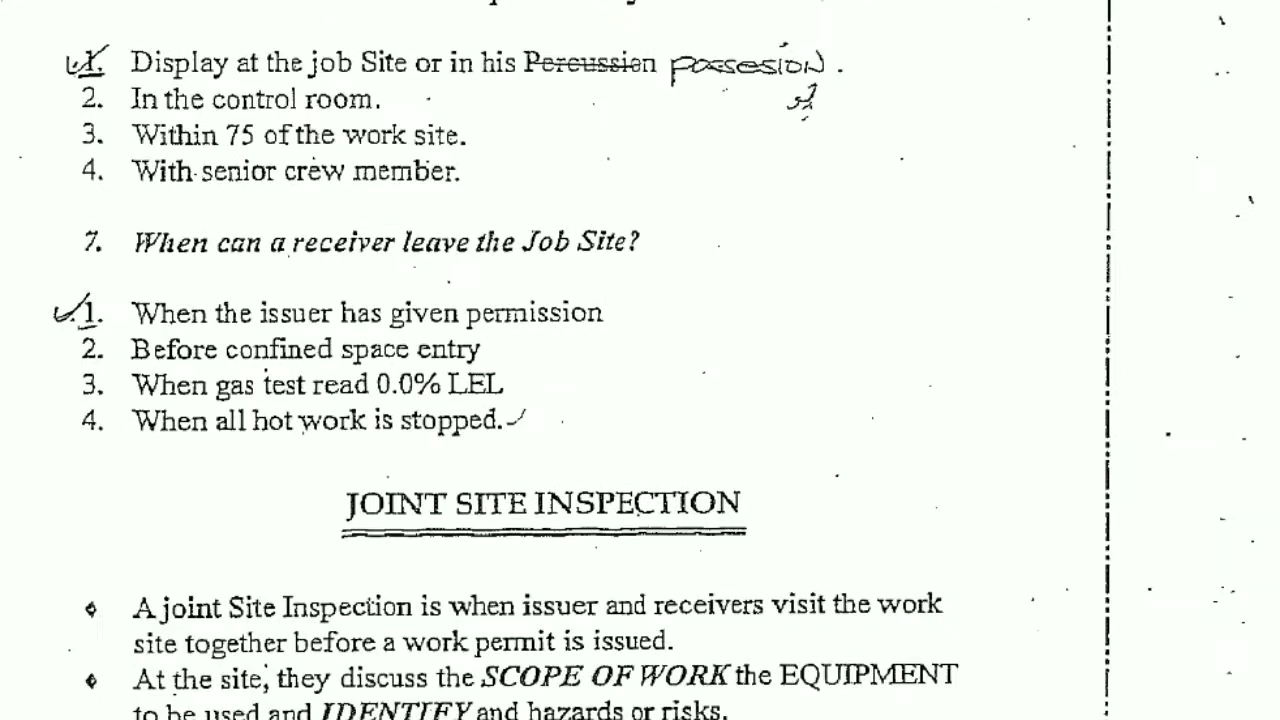 1. Display at the job Site or in his Percussion possesion .
2. In the control room.
3. Within 75 of the work site.
4. With senior crew member.
7. When can a receiver leave the Job Site?
1. When the issuer has given permission
2. Before confined space entry
3. When gas test read 0.0% LEL
4. When all hot work is stopped.
JOINT SITE INSPECTION
A joint Site Inspection is when issuer and receivers visit the work
site together before a work permit is issued.
At the site, they discuss the SCOPE OF WORK the EQUIPMENT
to be used and IDENTIFY and hazards or risks.